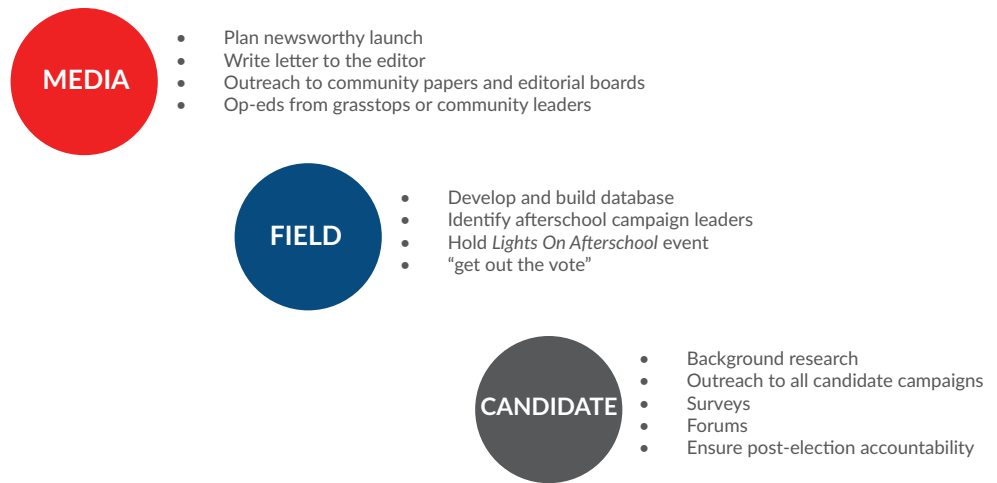 MEDIA
• Plan newsworthy launch
• Write letter to the editor
• Outreach to community papers and editorial boards
• Op-eds from grasstops or community leaders
FIELD
• Develop and build database
• Identify afterschool campaign leaders
• Hold Lights On Afterschool event
• “get out the vote”
CANDIDATE
• Background research
• Outreach to all candidate campaigns
• Surveys
• Forums
• Ensure post-election accountability